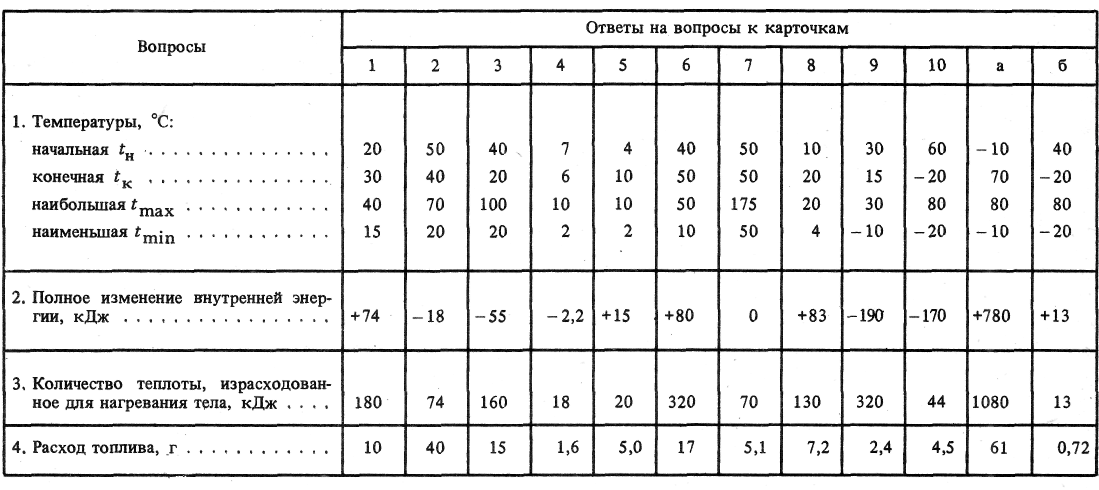 Вопросы
Ответы на вопросы к карточкам
1 2 3 4 5 6 7 8 9 10 а б
1. Температуры, °С:
начальная tн . . . . . . . . . . . . . . 20 50 40 7 4 40 50 10 30 60 −10 40
конечная tк . . . . . . . . . . . . . . 30 40 20 6 10 50 50 20 15 −20 70 −20
наибольшая tmax . . . . . . . . . . . 40 70 100 10 10 50 175 20 30 80 80 80
наименьшая tmin . . . . . . . . . . . 15 20 20 2 2 10 50 4 −10 −20 −10 −20
2. Полное изменение внутренней энер-
гии, кДж . . . . . . . . . . . . . . . . +74 −18 −55 −2,2 +15 +80 0 +83 −190 −170 +780 +13
3. Количество теплоты, израсходован-
ное для нагревания тела, кДж . . . . 180 74 160 18 20 320 70 130 320 44 1080 13
4. Расход топлива, г . . . . . . . . . . . 10 40 15 1,6 5,0 17 5,1 7,2 2,4 4,5 61 0,72